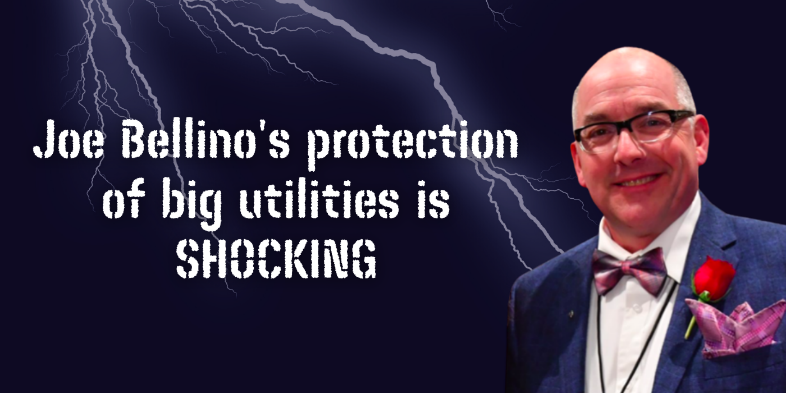 Joe Bellino's protection
of big utilities is
SHOCKING